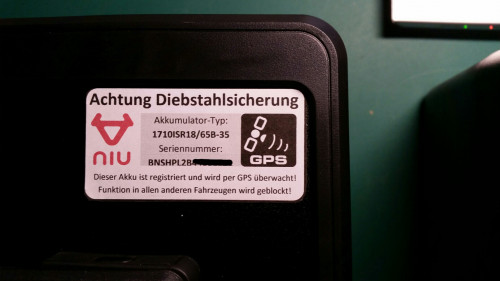 Achtung Diebstahlsicherung
niu
Akkumulator-Typ:
1710ISR18/65B-35
Seriennummer:
BNSHPL2B
GPS
Dieser Akku ist registriert und wird per GPS überwacht!
Funktion in allen anderen Fahrzeugen wird geblockt!